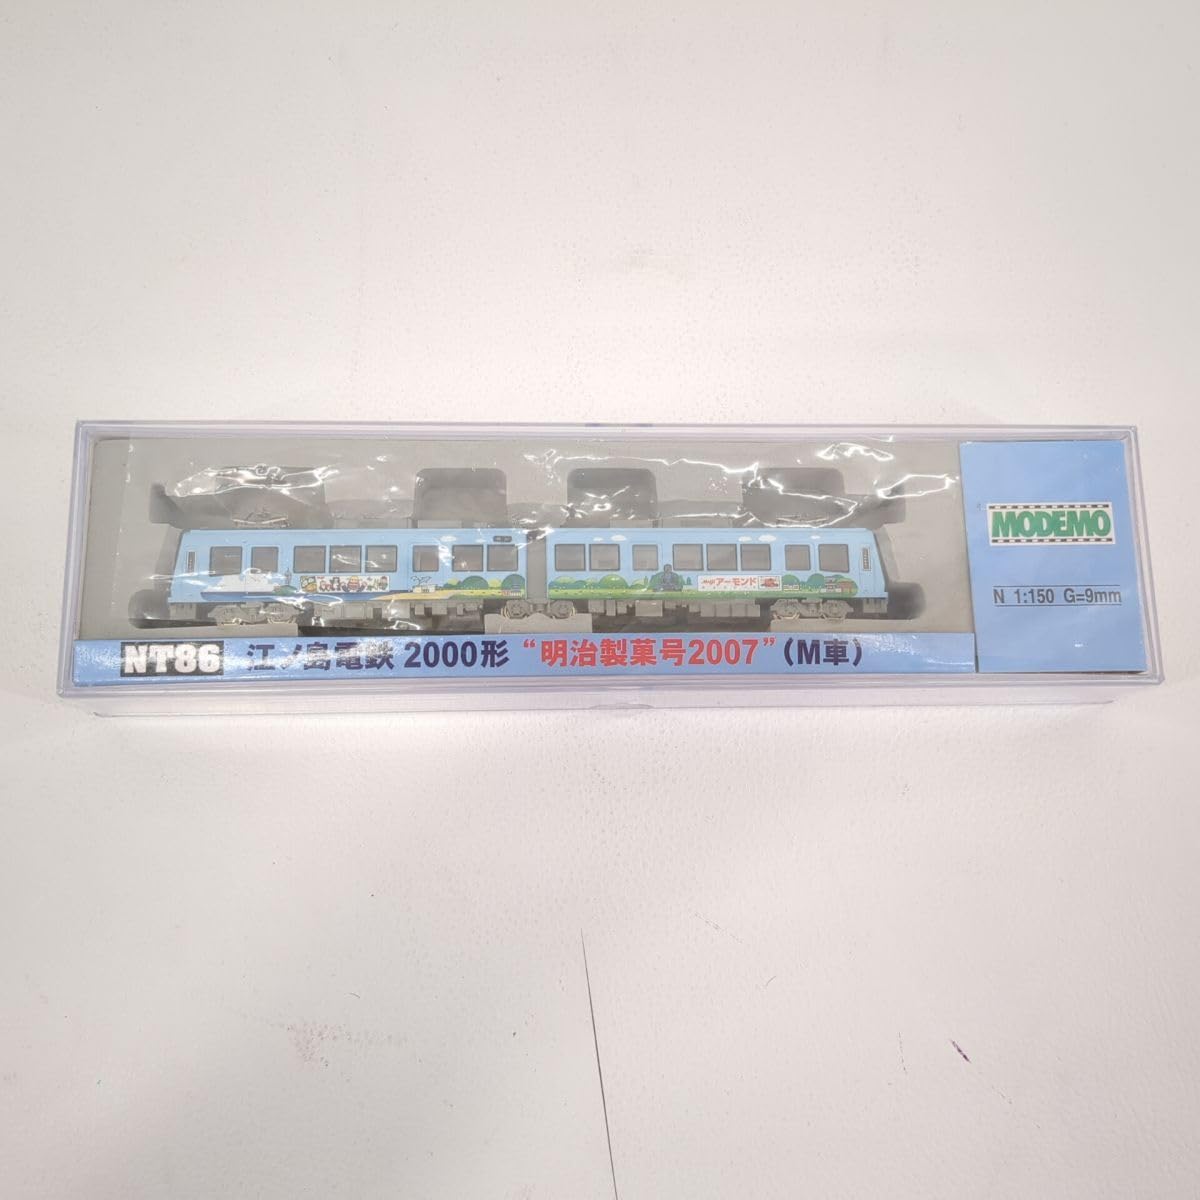 MODEMO
N 1:150 G=9mm
アーモンド
NT86 江ノ島電鉄 2000形 “明治製菓号2007”（M車）